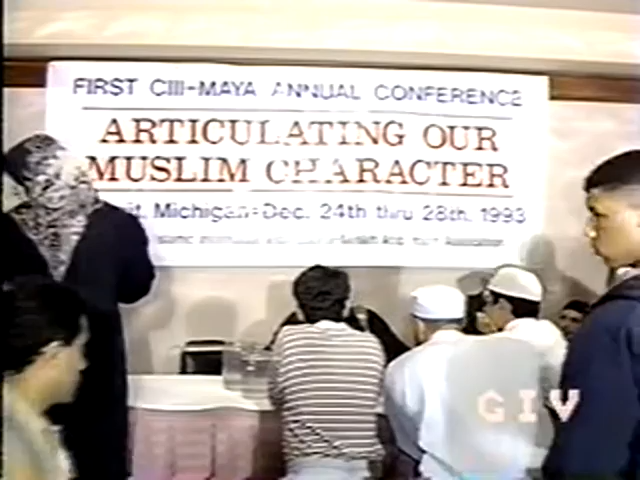 FIRST CIII-MAYA ANNUAL CONFERENCE
ARTICULATING OUR
MUSLIM CHARACTER
Michigan-Dec. 24th thru 28th, 1993
GIV